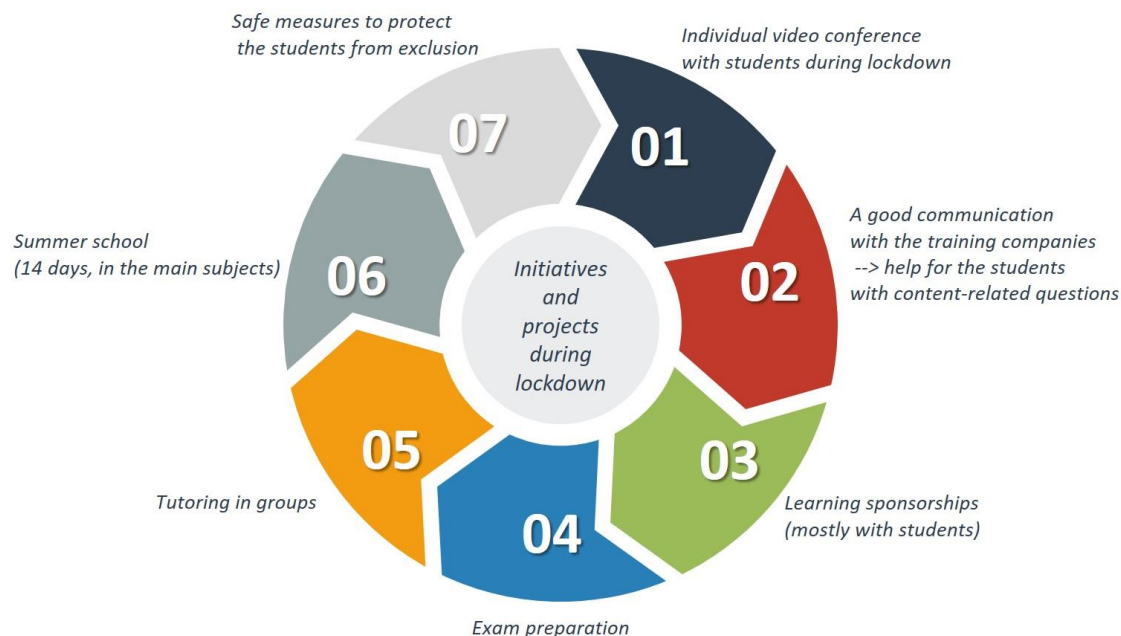 Safe measures to protect
the students from exclusion
Individual video conference
with students during lockdown
07
01
A good communication
with the training companies
--> help for the students
with content-related questions
02
Summer school
(14 days, in the main subjects)
06
Initiatives
and
projects
during
lockdown
05
03
Tutoring in groups
Learning sponsorships
(mostly with students)
04
Exam preparation